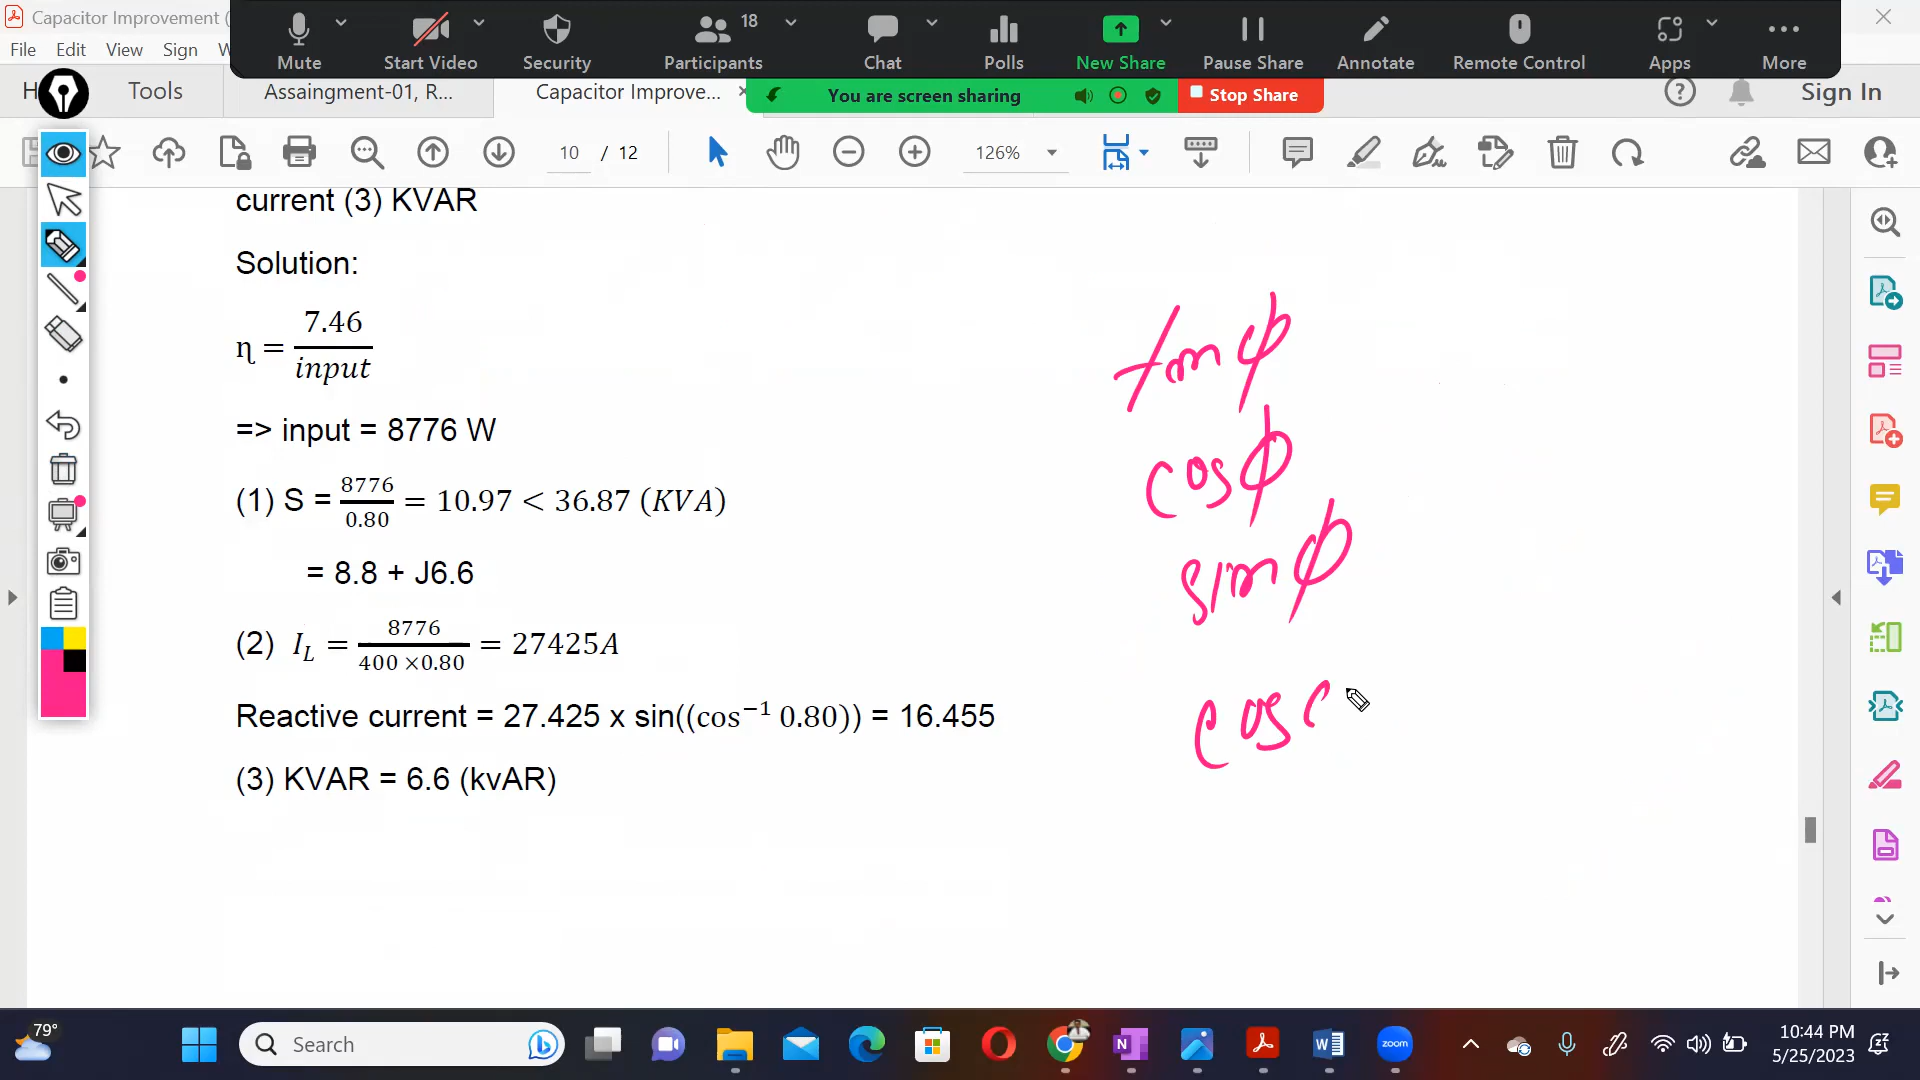 Capacitor Improvement (
File Edit View Sign W
Mute
Start Video
Security
18
Participants
Chat
Polls
New Share
Pause Share
Annotate
Remote Control
Apps
More
H
Tools
Assaingment-01, R...
Capacitor Improve...
You are screen sharing
Stop Share
Sign In
10 / 12
126%
current (3) KVAR
Solution:
η = 7.46 / input
=> input = 8776 W
(1) S = 8776 / 0.80 = 10.97 < 36.87 (KVA)
= 8.8 + J6.6
(2) I_L = 8776 / 400 ×0.80 = 27425A
Reactive current = 27.425 x sin((cos⁻¹ 0.80)) = 16.455
(3) KVAR = 6.6 (kvAR)
tanϕ
cosϕ
sinϕ
cos
79°
Search
zoom
10:44 PM
5/25/2023